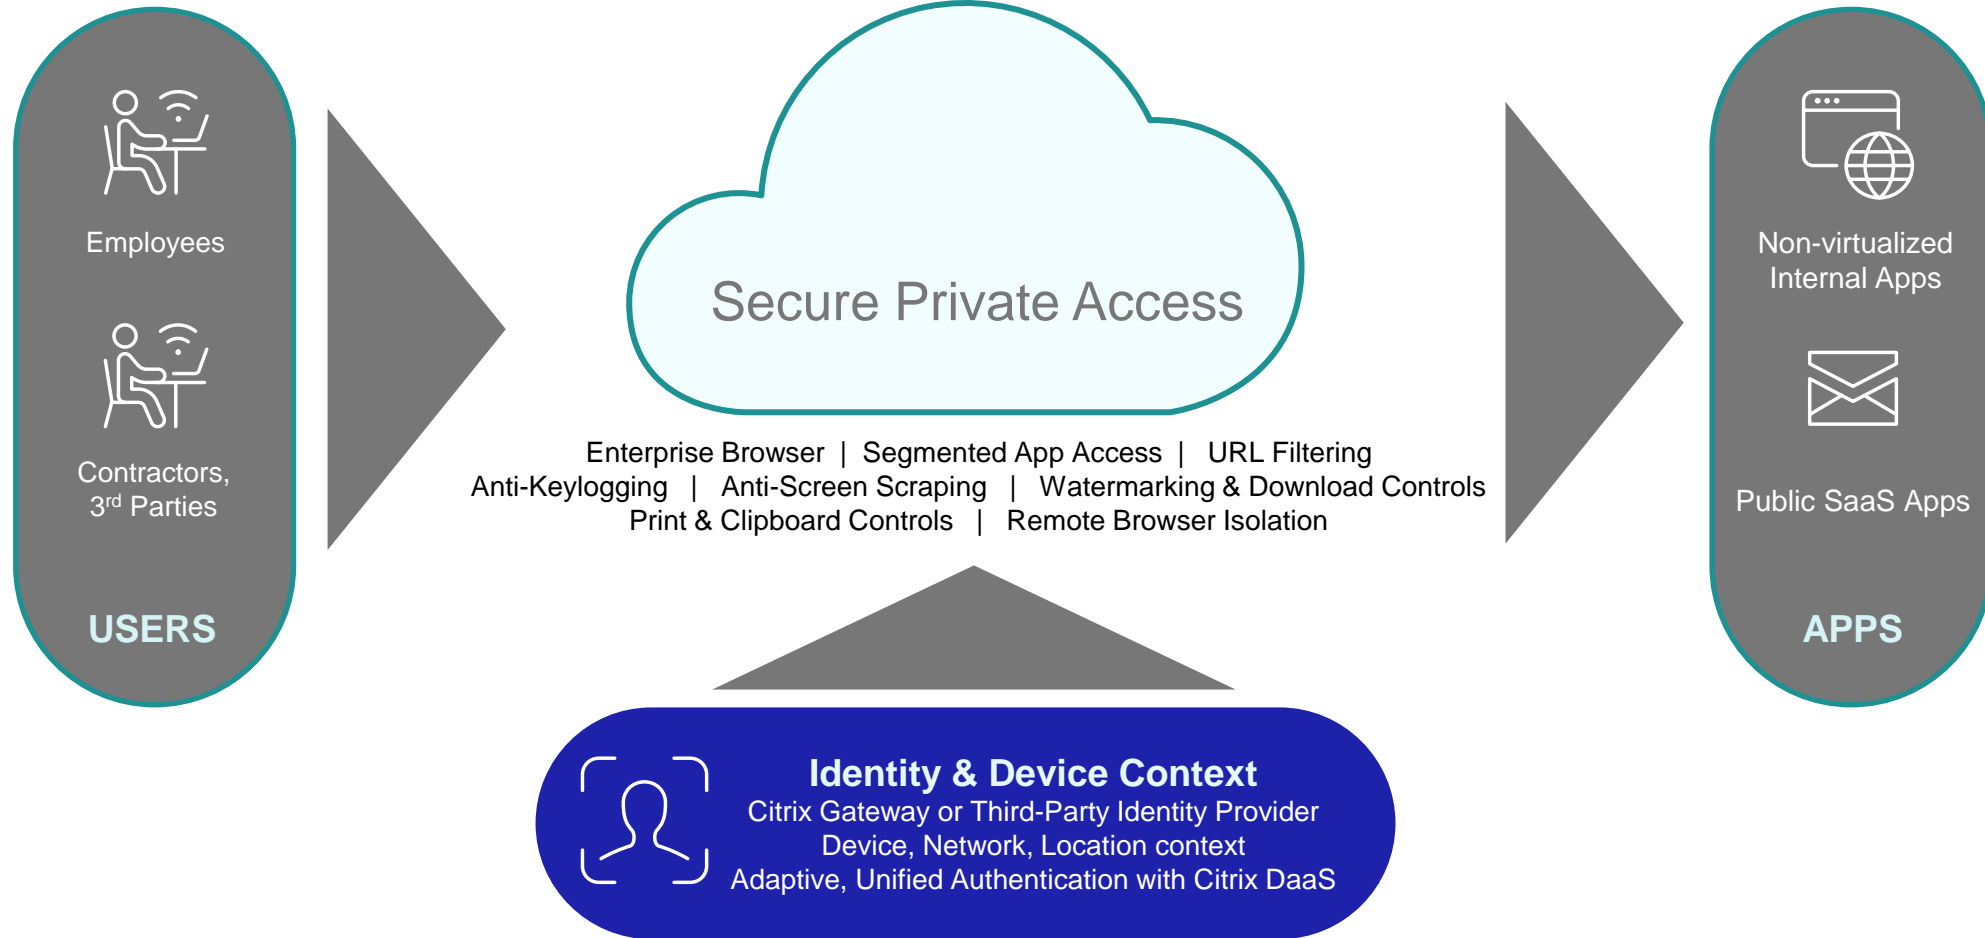 Employees
Contractors,
3rd Parties
USERS
Secure Private Access
Enterprise Browser | Segmented App Access | URL Filtering
Anti-Keylogging | Anti-Screen Scraping | Watermarking & Download Controls
Print & Clipboard Controls | Remote Browser Isolation
Identity & Device Context
Citrix Gateway or Third-Party Identity Provider
Device, Network, Location context
Adaptive, Unified Authentication with Citrix DaaS
Non-virtualized
Internal Apps
Public SaaS Apps
APPS